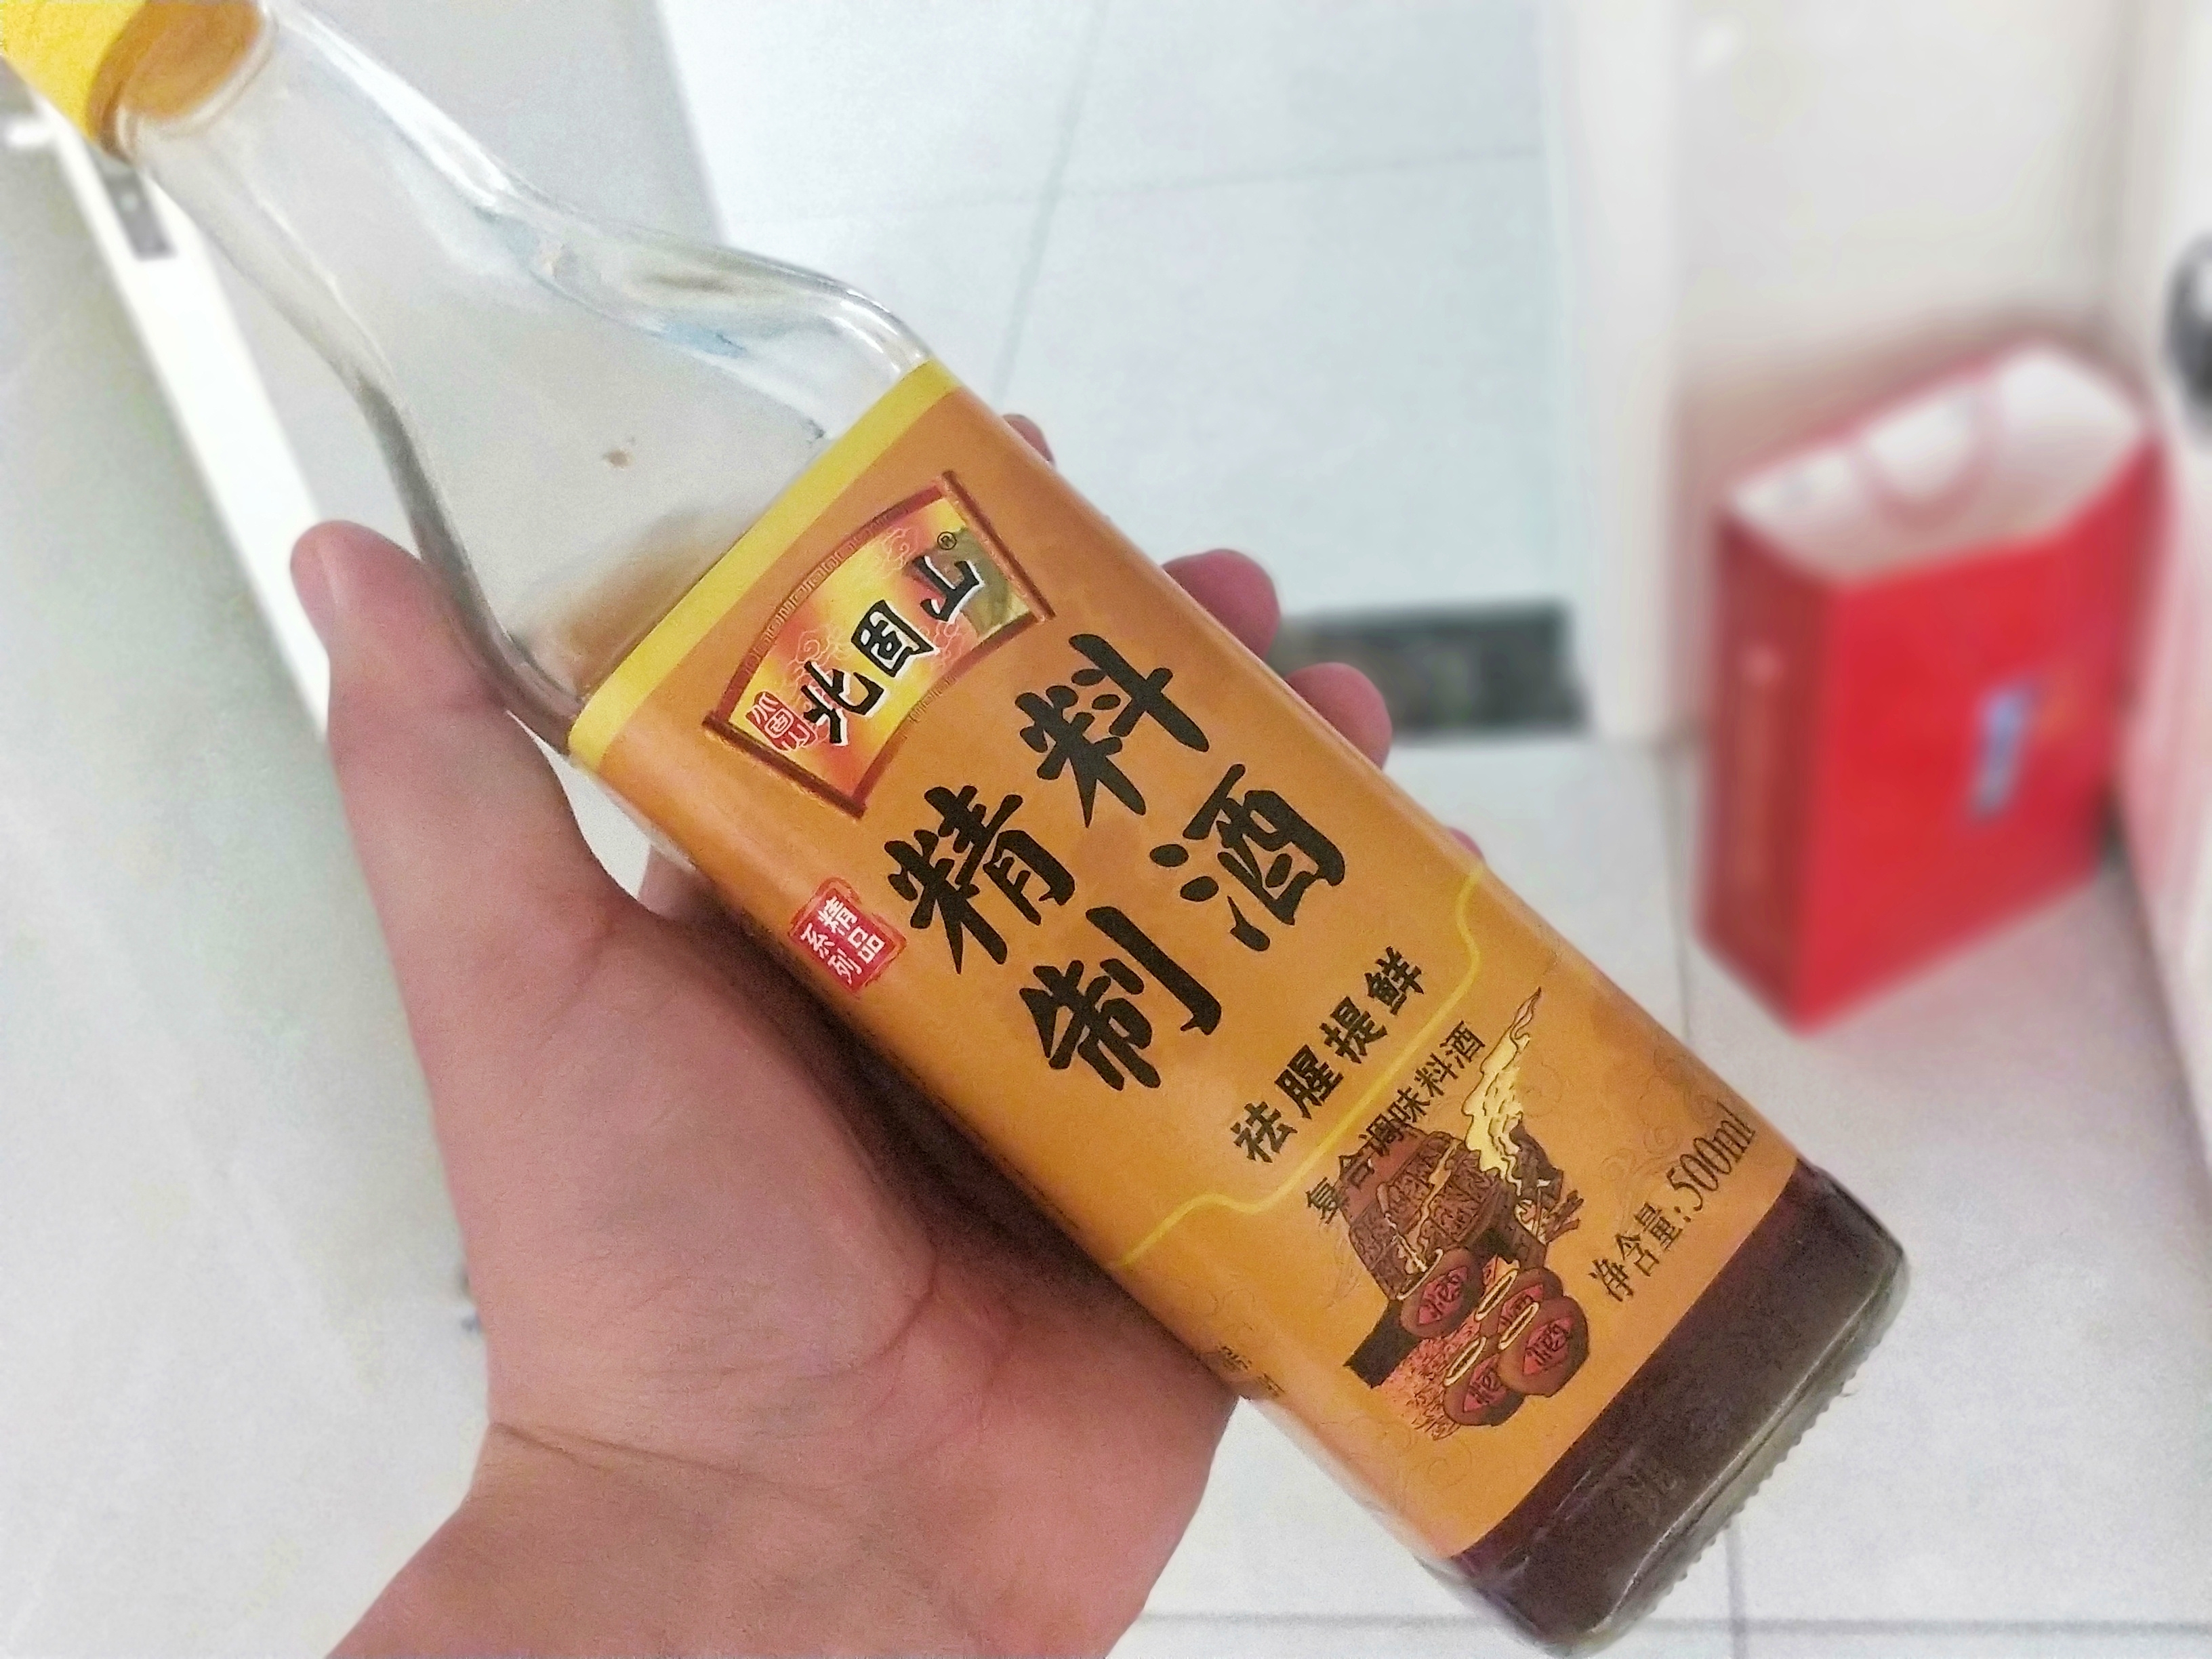 北固山®
精制
料酒
精品
系列
祛腥提鲜
复合调味料酒
净含量:500ml